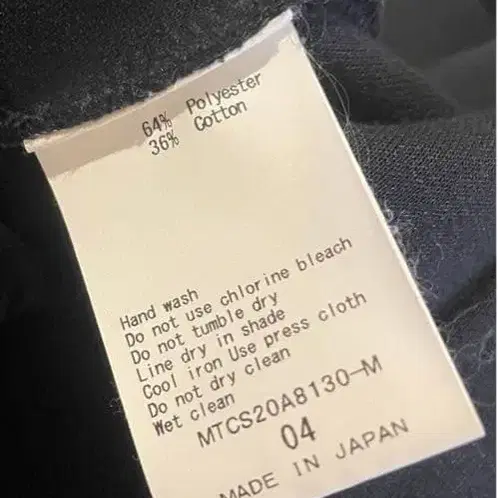 64% Polyester
36% Cotton
Hand wash
Do not use chlorine bleach
Do not tumble dry
Line dry in shade
Cool iron Use press cloth
Do not dry clean
Wet clean
MTCS20A8130-M
04
MADE IN JAPAN